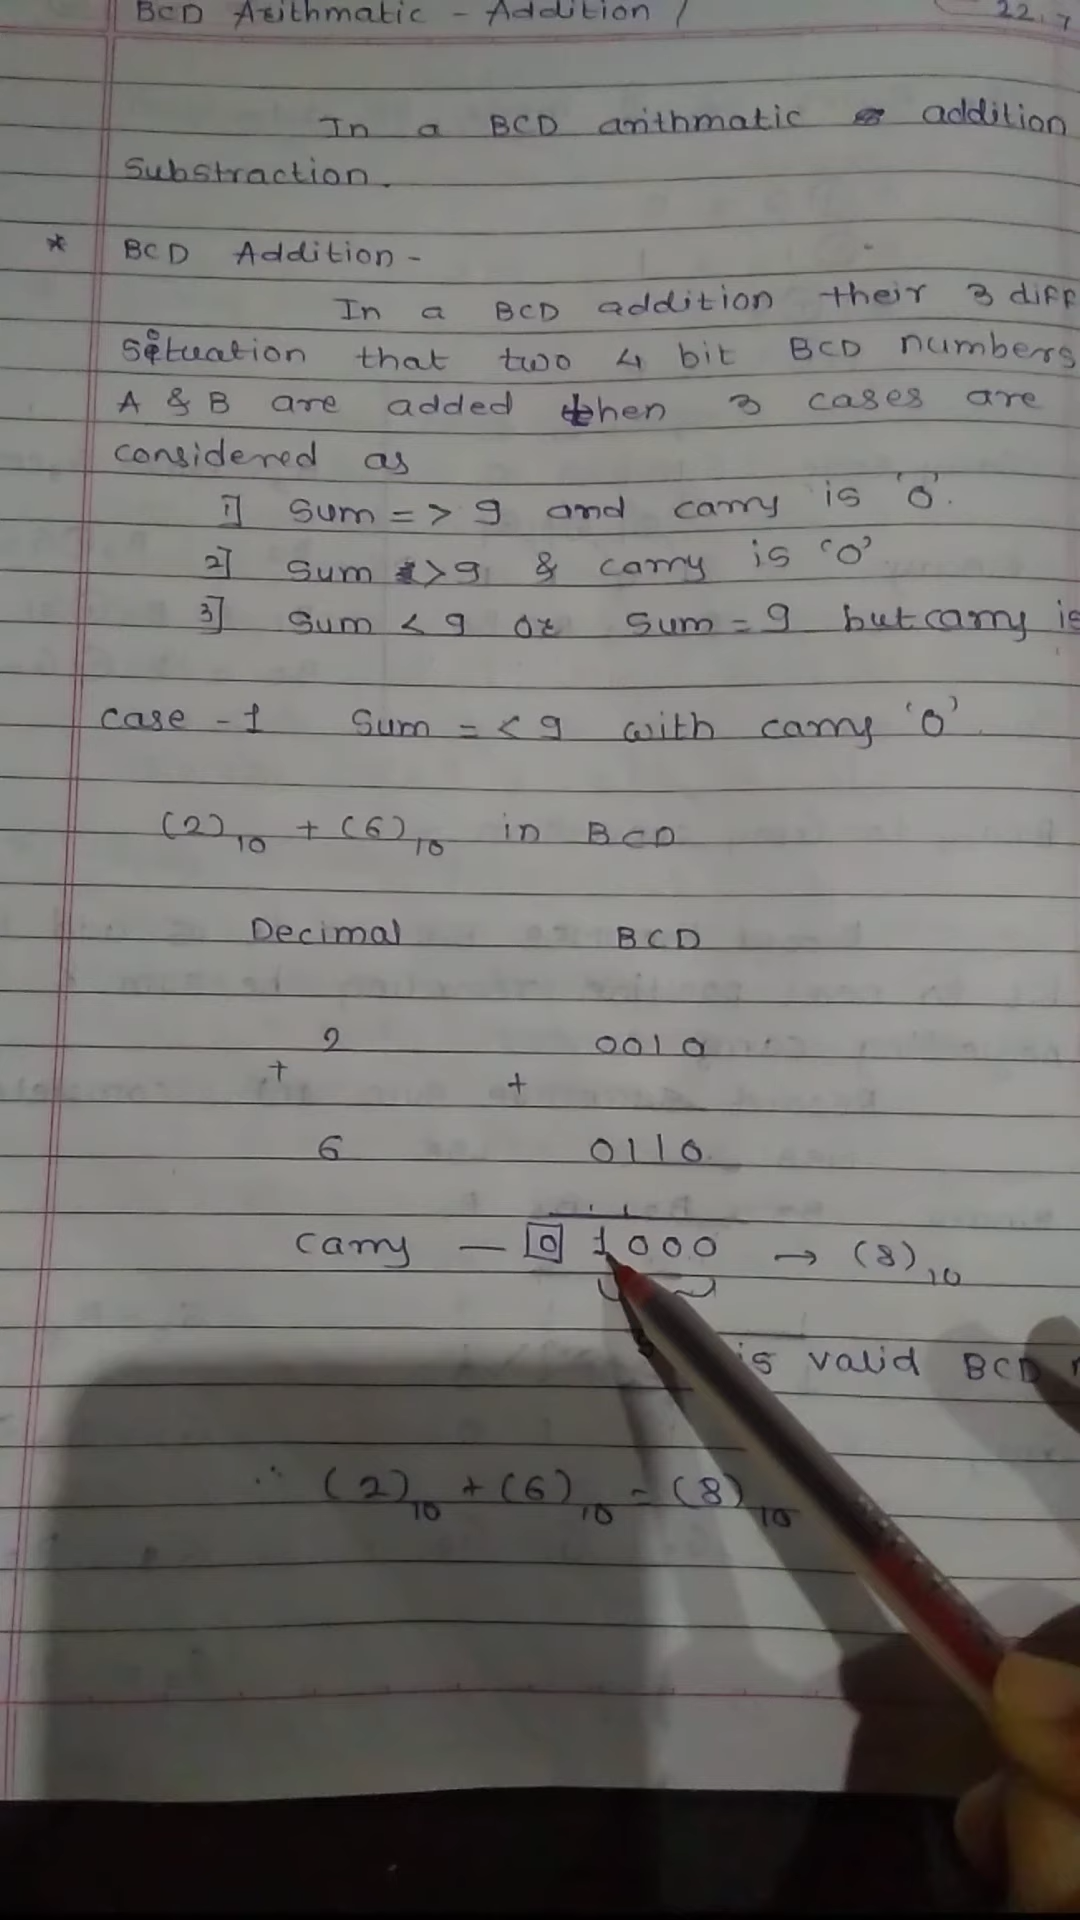 BCD Arithmatic - Addition /
22.7
In a BCD arithmatic addition
Substraction.
* BCD Addition -
In a BCD addition their 3 diff
Situation that two 4 bit BCD numbers
A & B are added then 3 cases are
considered as
1] Sum = > 9 and carry is '0'.
2] Sum > 9 & carry is '0'
3] Sum < 9 or Sum = 9 but carry is
case - 1 Sum = < 9 with carry '0'.
(2)10 + (6)10 in BCD
Decimal BCD
2 0010
+ +
6 0110
carry — 0 1000 → (8)10
is valid BCD
∴ (2)10 + (6)10 = (8)10